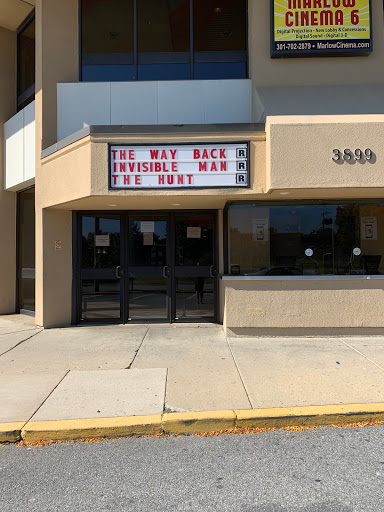 MARLOW
CINEMA 6
Digital Projection - New Lobby & Concessions
Digital Sound - Digital 3-D
301-702-2879 • MarlowCinema.com
THE WAY BACK R
INVISIBLE MAN R
THE HUNT R
3899